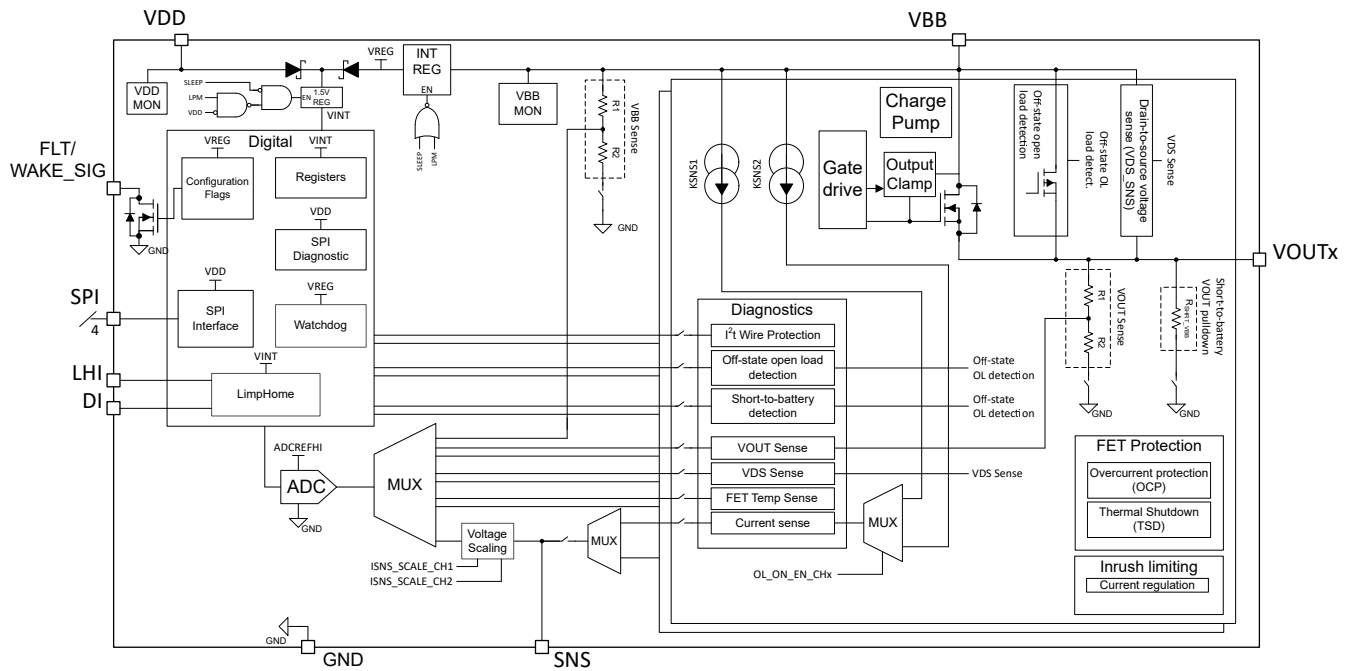 VDD
VBB
VREG
INT
REG
EN
VDD
MON
SLEEP
LPM
VDD
EN
1.5V
REG
VINT
LPM
SLEEP
VBB
MON
R1
R2
VBB Sense
GND
KSNS1
KSNS2
Charge
Pump
Gate
drive
Output
Clamp
Off-state open
load detection
Off-state OL
load detect.
Drain-to-source voltage
sense (VDS_SNS)
VDS Sense
FLT/
WAKE_SIG
GND
Digital
VREG
Configuration
Flags
VINT
Registers
VDD
SPI
Diagnostic
VDD
SPI
Interface
VREG
Watchdog
VINT
LimpHome
SPI
4
LHI
DI
VOUTx
R1
R2
VOUT Sense
GND
RSHRT_VBB
Short-to-battery
VOUT pulldown
GND
Diagnostics
I2t Wire Protection
Off-state open load
detection
Short-to-battery
detection
VOUT Sense
VDS Sense
FET Temp Sense
Current sense
Off-state
OL detection
Off-state
OL detection
VDS Sense
MUX
OL_ON_EN_CHx
ADCREFHI
ADC
GND
MUX
Voltage
Scaling
ISNS_SCALE_CH1
ISNS_SCALE_CH2
MUX
FET Protection
Overcurrent protection
(OCP)
Thermal Shutdown
(TSD)
Inrush limiting
Current regulation
GND
GND
SNS